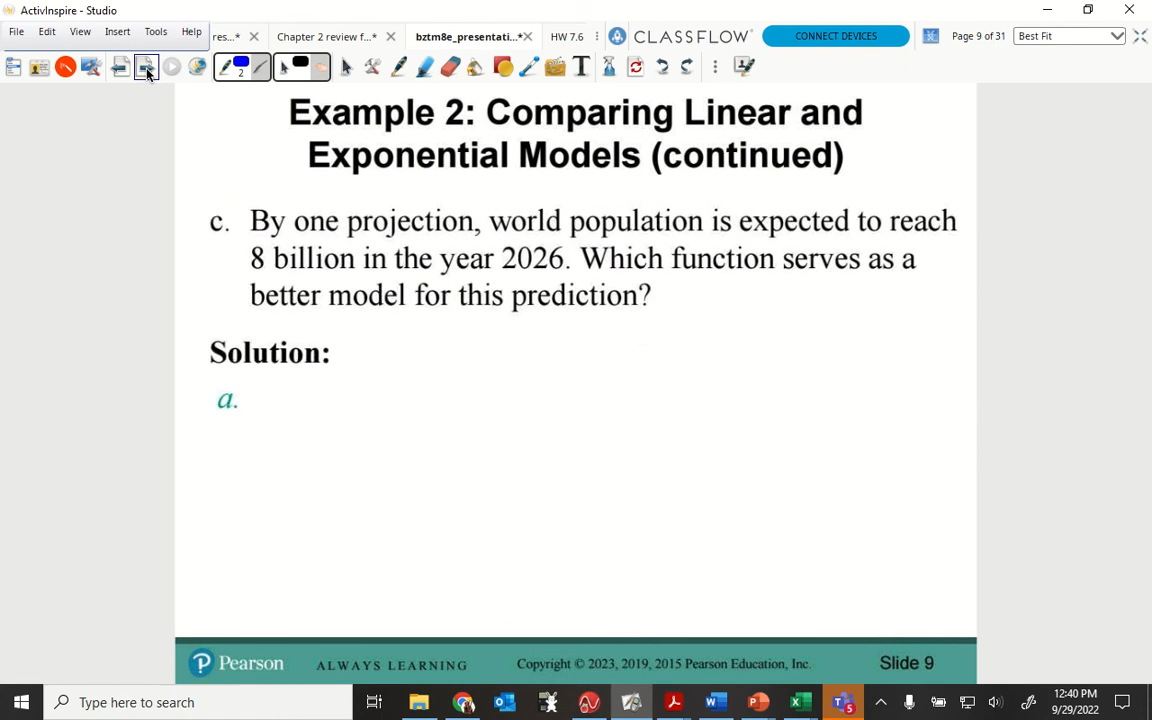 ActivInspire - Studio
File Edit View Insert Tools Help
res...* Chapter 2 review f...* bztm8e_presentati...* HW 7.6
CLASSFLOW
CONNECT DEVICES
Page 9 of 31
Best Fit
2
Example 2: Comparing Linear and
Exponential Models (continued)
c. By one projection, world population is expected to reach
8 billion in the year 2026. Which function serves as a
better model for this prediction?
Solution:
a.
Pearson
ALWAYS LEARNING
Copyright © 2023, 2019, 2015 Pearson Education, Inc.
Slide 9
Type here to search
12:40 PM
9/29/2022